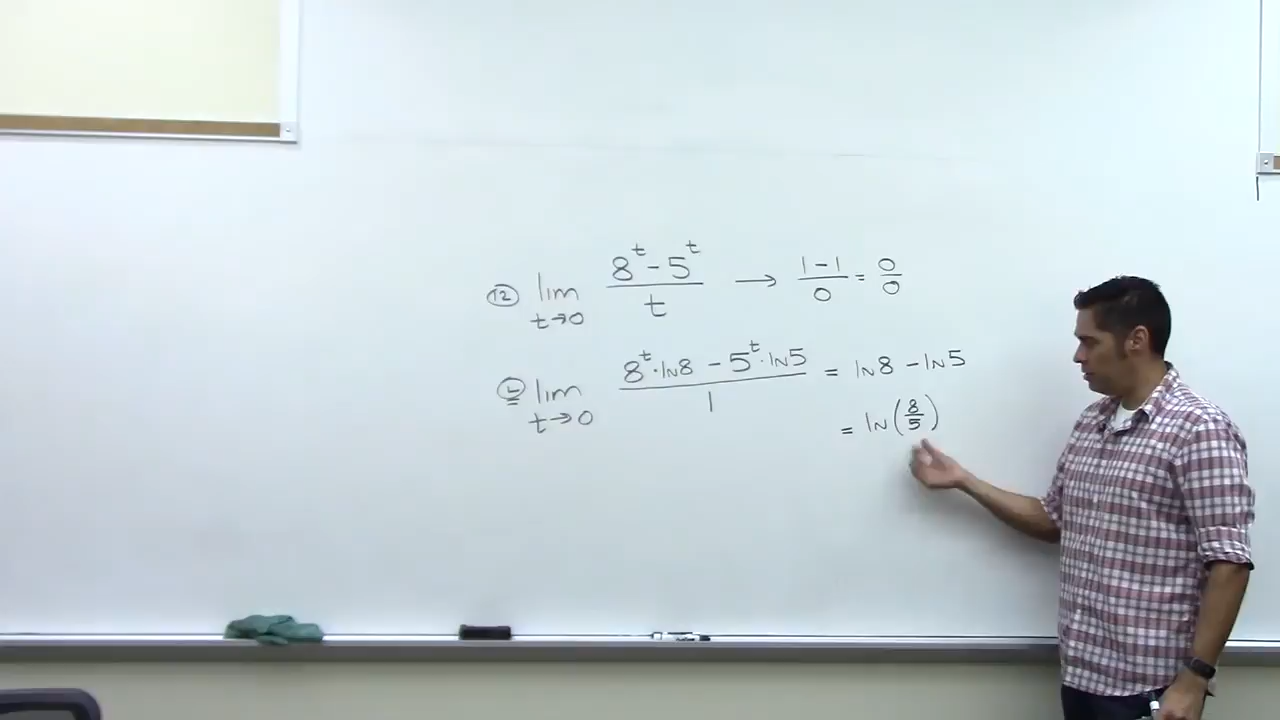 ⑫ lim t→0 (8^t - 5^t)/t → (1-1)/0 = 0/0
Ⓛ lim t→0 (8^t · ln8 - 5^t · ln5)/1 = ln8 - ln5
= ln(8/5)